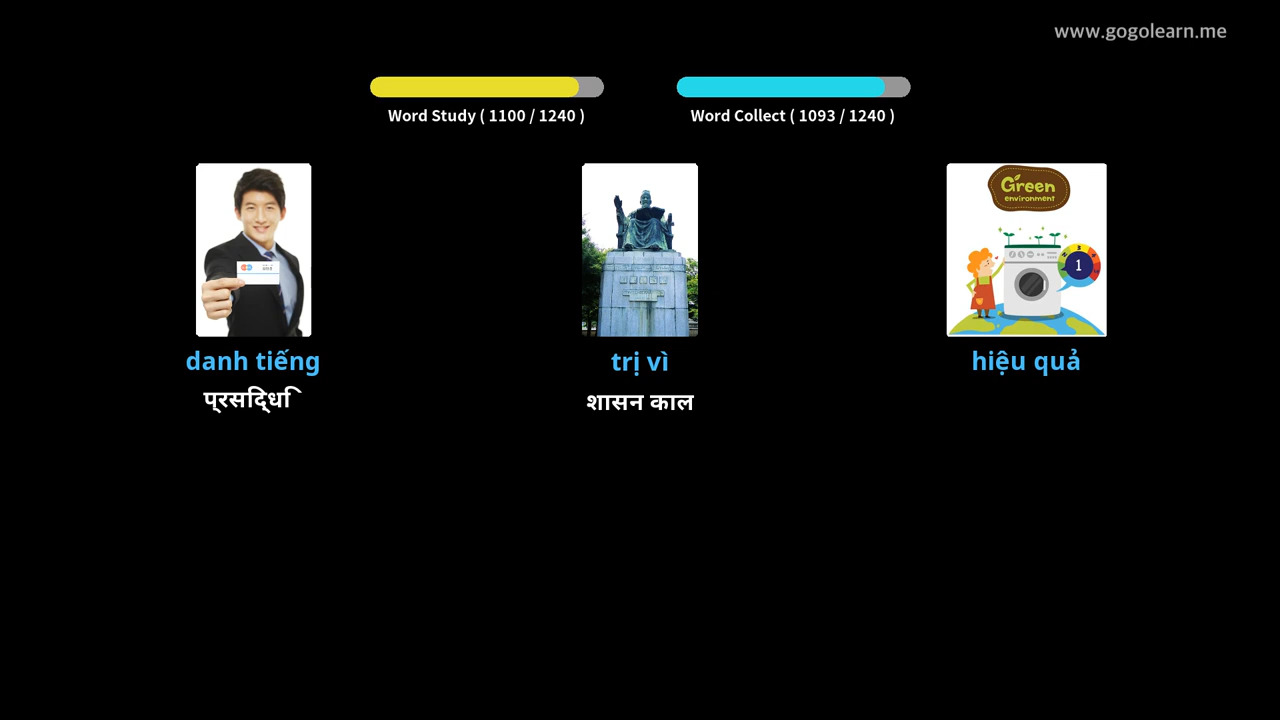 www.gogolearn.me
Word Study ( 1100 / 1240 )
Word Collect ( 1093 / 1240 )
Green
environment
1
danh tiếng
trị vì
hiệu quả
प्रसिद्धि
शासन काल